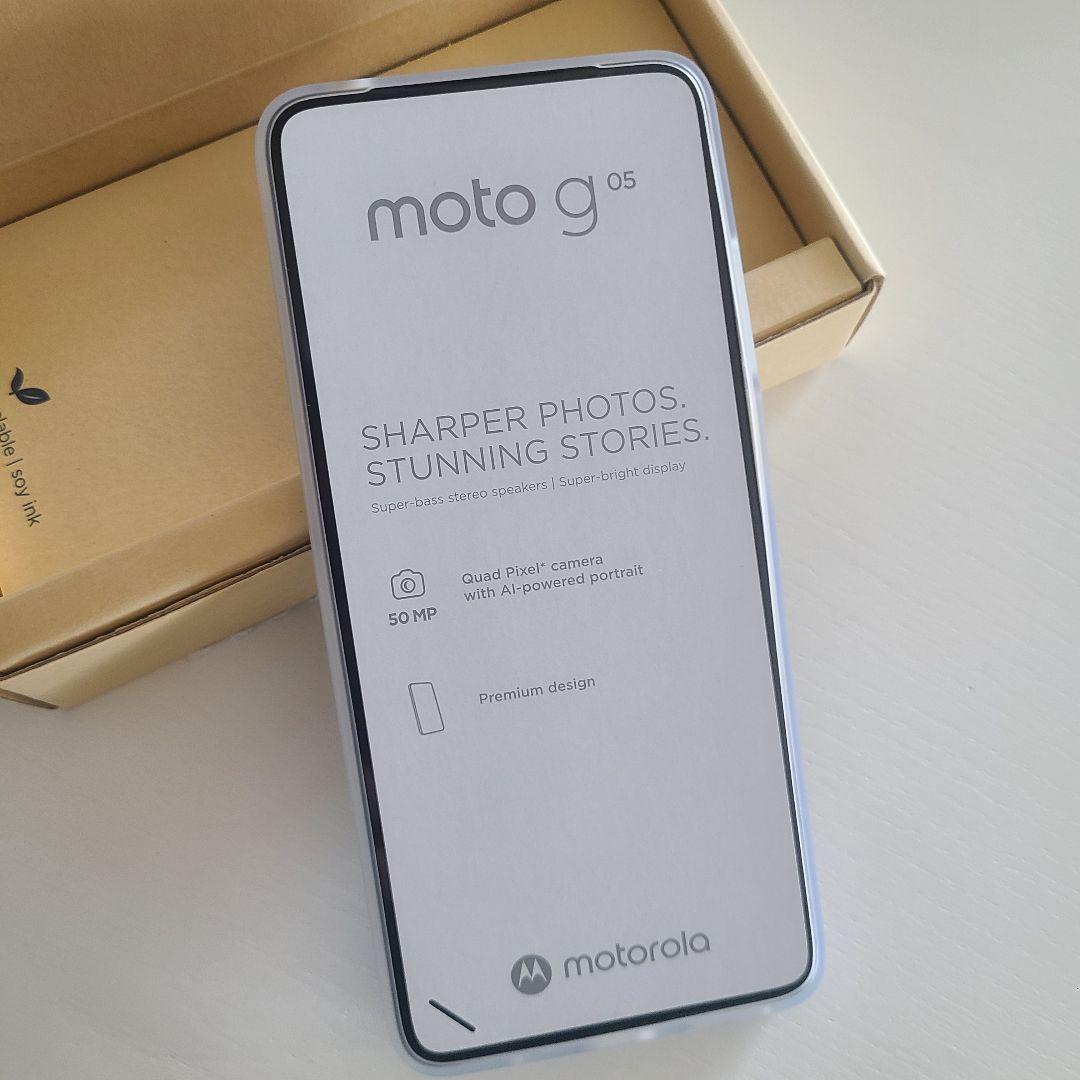 moto g 05
SHARPER PHOTOS.
STUNNING STORIES.
Super-bass stereo speakers | Super-bright display
Quad Pixel* camera
with AI-powered portrait
50 MP
Premium design
motorola
| soy ink